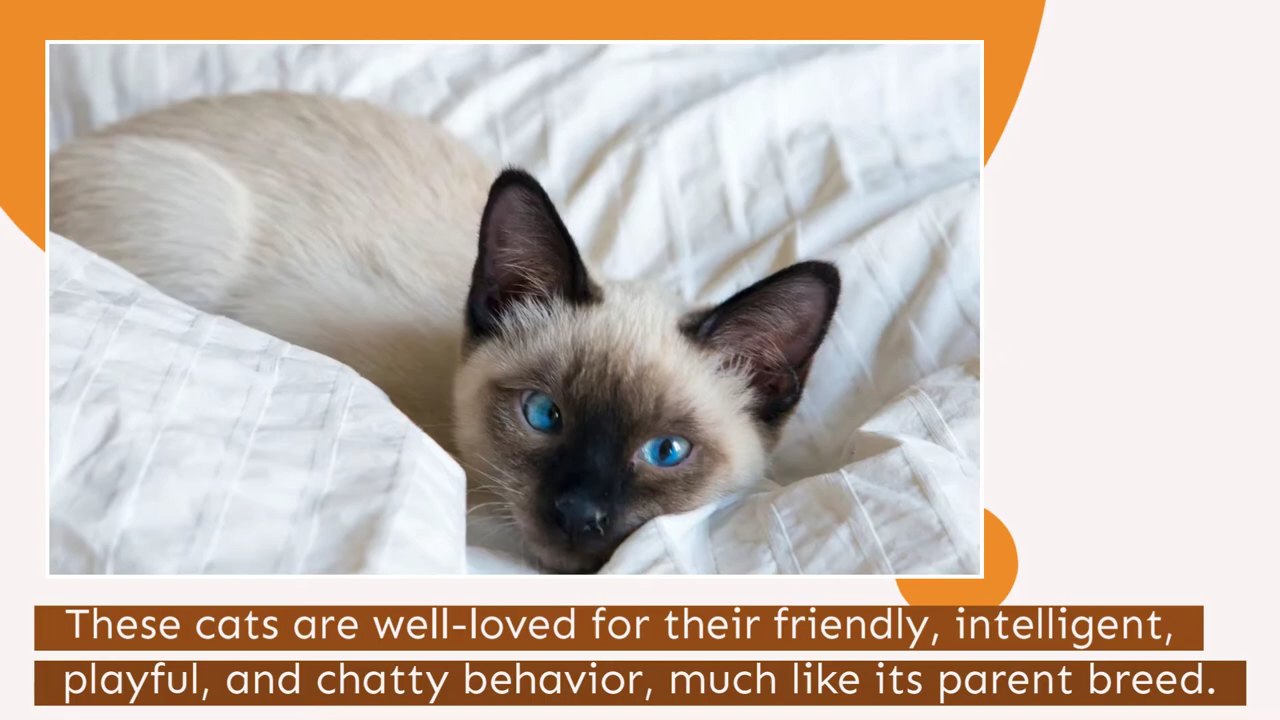 These cats are well-loved for their friendly, intelligent,
playful, and chatty behavior, much like its parent breed.